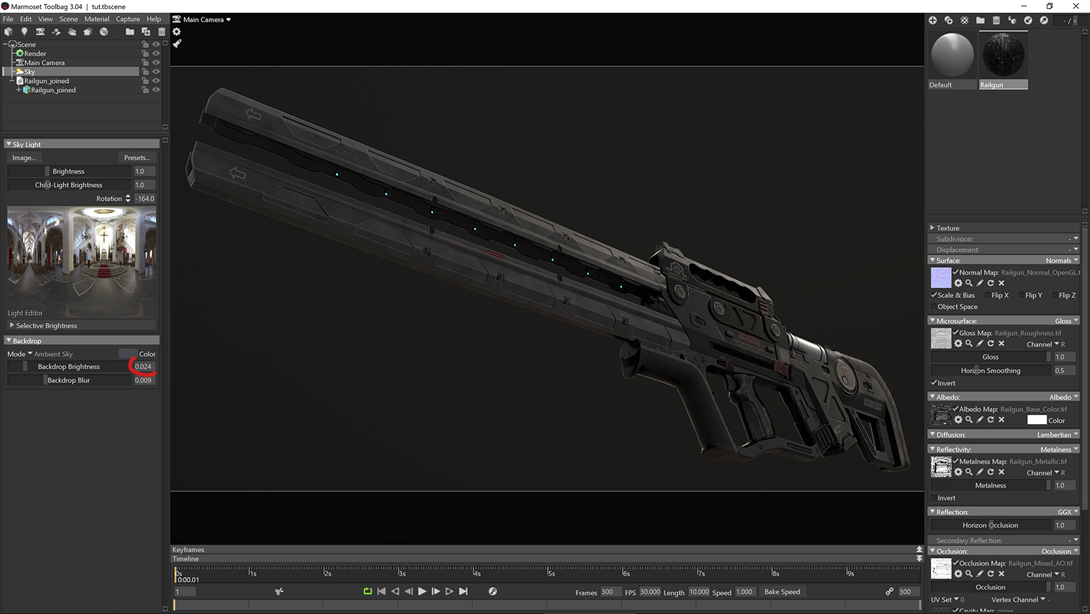 Marmoset Toolbag 3.04 | tut.tbscene
File Edit View Scene Material Capture Help
Main Camera
Scene
Render
Main Camera
Sky
Railgun_joined
Railgun_joined
Sky Light
Image... Presets...
Brightness 1.0
Child-Light Brightness 1.0
Rotation -164.0
Light Editor
Selective Brightness
Backdrop
Mode Ambient Sky Color
Backdrop Brightness 0.024
Backdrop Blur 0.009
Keyframes
Timeline
0s 1s 2s 3s 4s 5s 6s 7s 8s 9s
0:00.01
1 Frames 300 FPS 30.000 Length 10.000 Speed 1.000 Bake Speed 300
- /
Default Railgun
Texture
Subdivision: -
Displacement: -
Surface: Normals
Normal Map: Railgun_Normal_OpenGL.t
Scale & Bias Flip X Flip Y Flip Z
Object Space
Microsurface: Gloss
Gloss Map: Railgun_Roughness.tif
Channel R
Gloss 1.0
Horizon Smoothing 0.5
Invert
Albedo: Albedo
Albedo Map: Railgun_Base_Color.tif
Color
Diffusion: Lambertian
Reflectivity: Metalness
Metalness Map: Railgun_Metallic.tif
Channel R
Metalness 1.0
Invert
Reflection: GGX
Horizon Occlusion 1.0
Secondary Reflection: -
Occlusion: Occlusion
Occlusion Map: Railgun_Mixed_AO.tif
Channel R
Occlusion 1.0
UV Set 0 Vertex Channel -